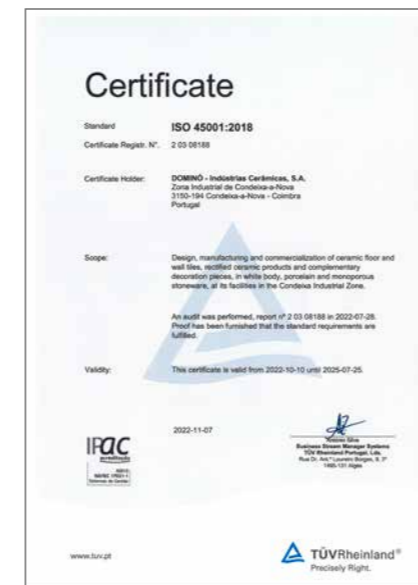 Certificate
Standard ISO 45001:2018
Certificate Registr. Nº. 2 03 08188
Certificate Holder: DOMINÓ - Indústrias Cerâmicas, S.A.
Zona Industrial de Condeixa-a-Nova
3150-194 Condeixa-a-Nova - Coimbra
Portugal
Scope: Design, manufacturing and commercialization of ceramic floor and
wall tiles, rectified ceramic products and complementary
decoration pieces, in white body, porcelain and monoporous
stoneware, at its facilities in the Condeixa Industrial Zone.
An audit was performed, report nº 2 03 08188 in 2022-07-28.
Proof has been furnished that the standard requirements are
fulfilled.
Validity: This certificate is valid from 2022-10-10 until 2025-07-25.
2022-11-07
IPAC
acreditação
Business Stream Manager Systems
TÜV Rheinland Portugal, Lda.
www.tuv.pt
TÜVRheinland®
Precisely Right.